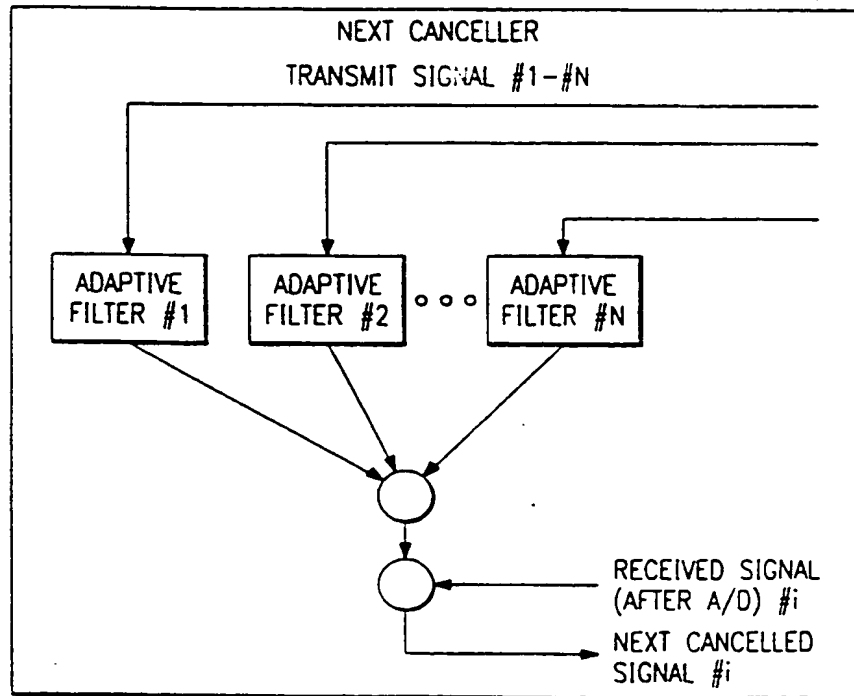 NEXT CANCELLER
TRANSMIT SIGNAL #1-#N
ADAPTIVE
FILTER #1
ADAPTIVE
FILTER #2
ADAPTIVE
FILTER #N
RECEIVED SIGNAL
(AFTER A/D) #i
NEXT CANCELLED
SIGNAL #i